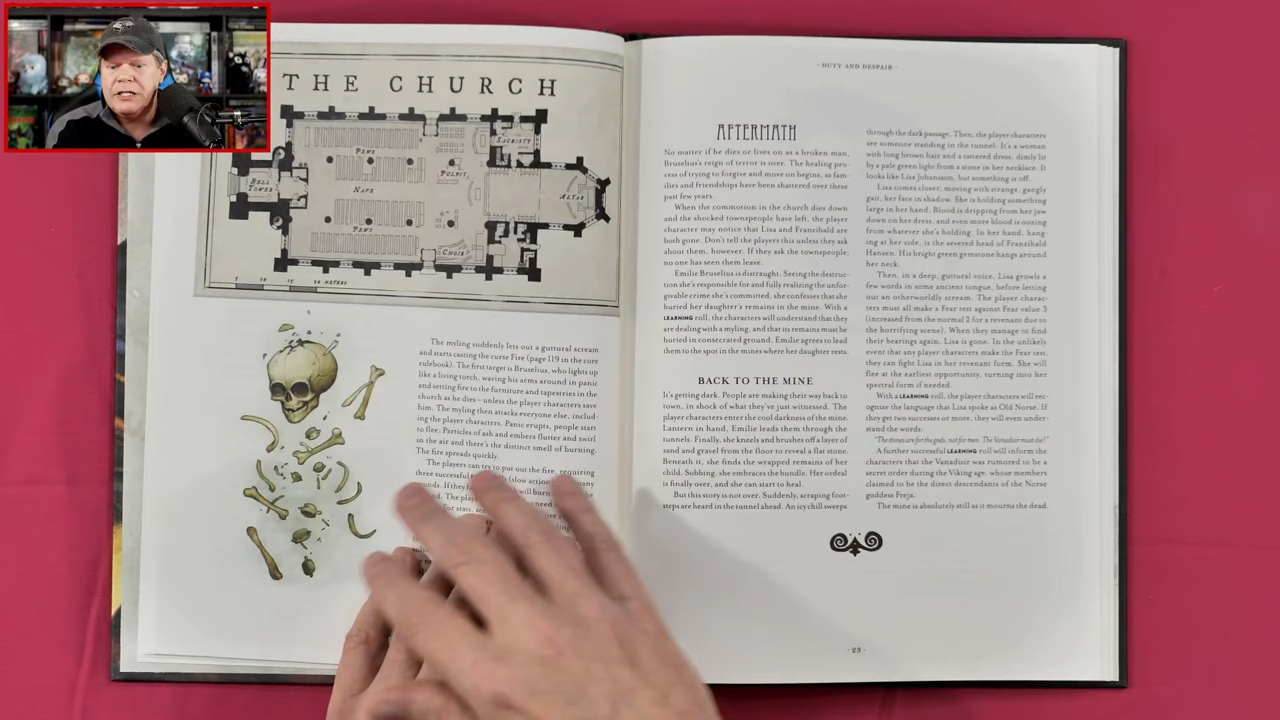 THE CHURCH
SACRISTY
PEWS
BELL
TOWER
PULPIT
NAVE
ALTAR
PEWS
CHOIR
METERS
The myling suddenly lets out a guttural scream
and starts casting the curse Fire (page 119 in the core
rulebook). The first target is Bruselius, who lights up
like a living torch, waving his arms around in panic
and setting fire to the furniture and tapestries in the
church as he dies – unless the player characters save
him. The myling then attacks everyone else, includ-
ing the player characters. Panic erupts, people start
to flee. Particles of ash and embers flutter and swirl
in the air and there's the distinct smell of burning.
The fire spreads quickly.
The players can try to put out the fire, requiring
three successful
(slow action
many
If they
will burn
The play
need
For stats, se
· DUTY AND DESPAIR ·
AFTERMATH
No matter if he dies or lives on as a broken man,
Bruselius's reign of terror is over. The healing pro-
cess of trying to forgive and move on begins, as fam-
ilies and friendships have been shattered over these
past few years.
When the commotion in the church dies down
and the shocked townspeople have left, the player
character may notice that Lisa and Franzibald are
both gone. Don't tell the players this unless they ask
about them, however. If they ask the townspeople,
no one has seen them leave.
Emilie Bruselius is distraught. Seeing the destruc-
tion she's responsible for and fully realizing the unfor-
givable crime she's committed, she confesses that she
buried her daughter's remains in the mine. With a
LEARNING roll, the characters will understand that they
are dealing with a myling, and that its remains must be
buried in consecrated ground. Emilie agrees to lead
them to the spot in the mines where her daughter rests.
BACK TO THE MINE
It's getting dark. People are making their way back to
town, in shock of what they've just witnessed. The
player characters enter the cool darkness of the mine.
Lantern in hand, Emilie leads them through the
tunnels. Finally, she kneels and brushes off a layer of
sand and gravel from the floor to reveal a flat stone.
Beneath it, she finds the wrapped remains of her
child. Sobbing, she embraces the bundle. Her ordeal
is finally over, and she can start to heal.
But this story is not over. Suddenly, scraping foot-
steps are heard in the tunnel ahead. An icy chill sweeps
through the dark passage. Then, the player characters
see someone standing in the tunnel. It's a woman
with long brown hair and a tattered dress, dimly lit
by a pale green light from a stone in her necklace. It
looks like Lisa Johansson, but something is off.
Lisa comes closer, moving with strange, gangly
gait, her face in shadow. She is holding something
large in her hand. Blood is dripping from her jaw
down on her dress, and even more blood is oozing
from whatever she's holding. In her hand, hang-
ing at her side, is the severed head of Franzibald
Hansen. His bright green gemstone hangs around
her neck.
Then, in a deep, guttural voice, Lisa growls a
few words in some ancient tongue, before letting
out an otherworldly scream. The player charac-
ters must all make a Fear test against Fear value 3
(increased from the normal 2 for a revenant due to
the horrifying scene). When they manage to find
their bearings again, Lisa is gone. In the unlikely
event that any player characters make the Fear test,
they can fight Lisa in her revenant form. She will
flee at the earliest opportunity, turning into her
spectral form if needed.
With a LEARNING roll, the player characters will rec-
ognize the language that Lisa spoke as Old Norse. If
they get two successes or more, they will even under-
stand the words:
"The stones are for the gods, not for men. The Vanadisir must die!"
A further successful LEARNING roll will inform the
characters that the Vanadisir was rumored to be a
secret order during the Viking age, whose members
claimed to be the direct descendants of the Norse
goddess Freja.
The mine is absolutely still as it mourns the dead.